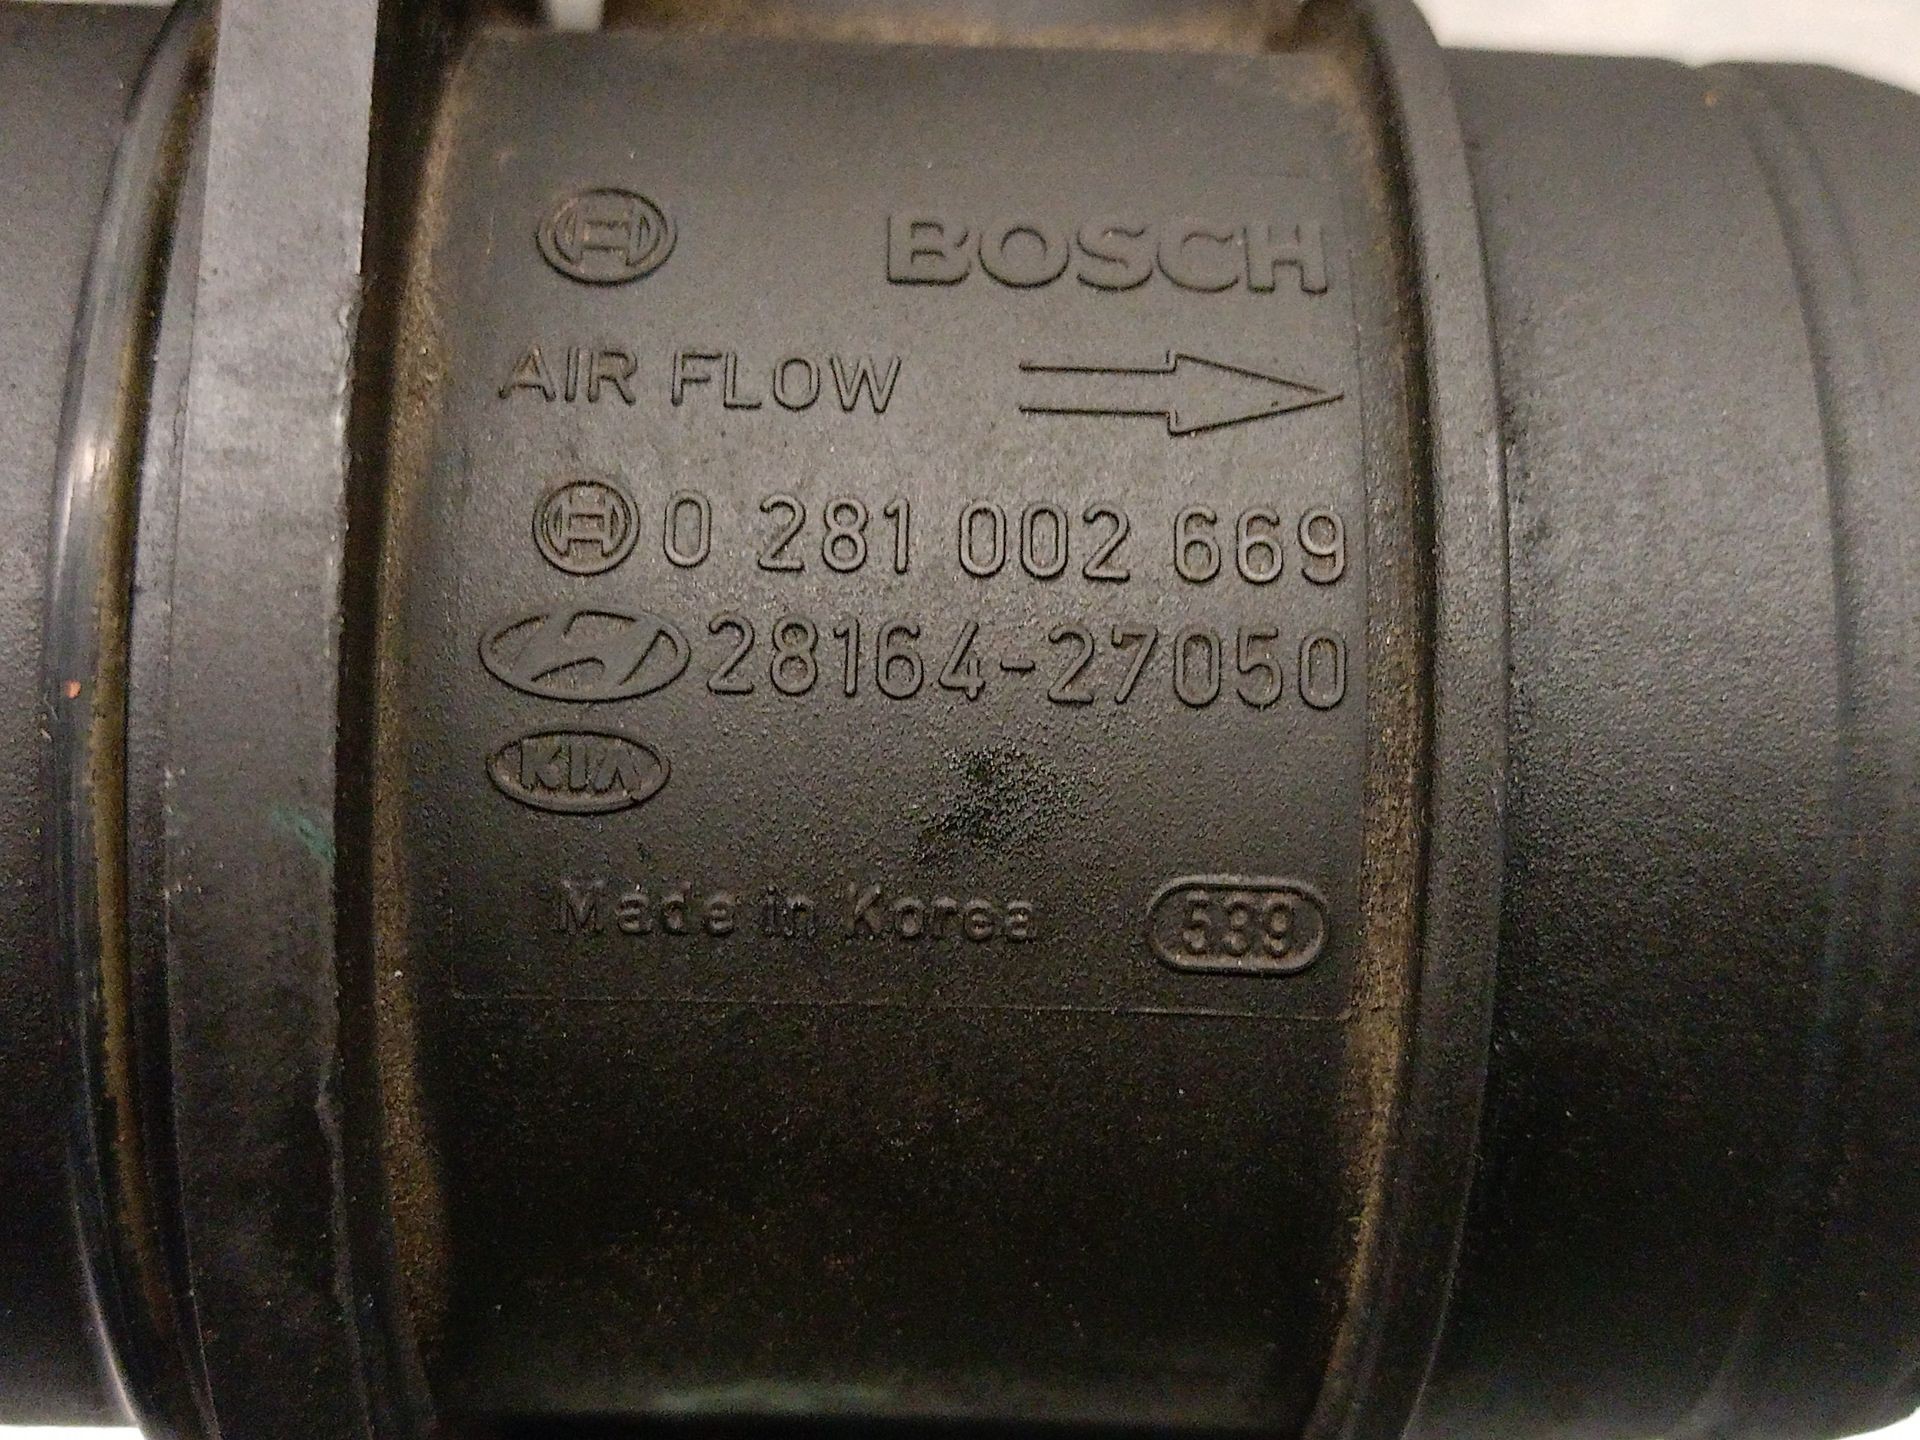 BOSCH
AIR FLOW
0 281 002 669
28164-27050
KIA
Made in Korea 539